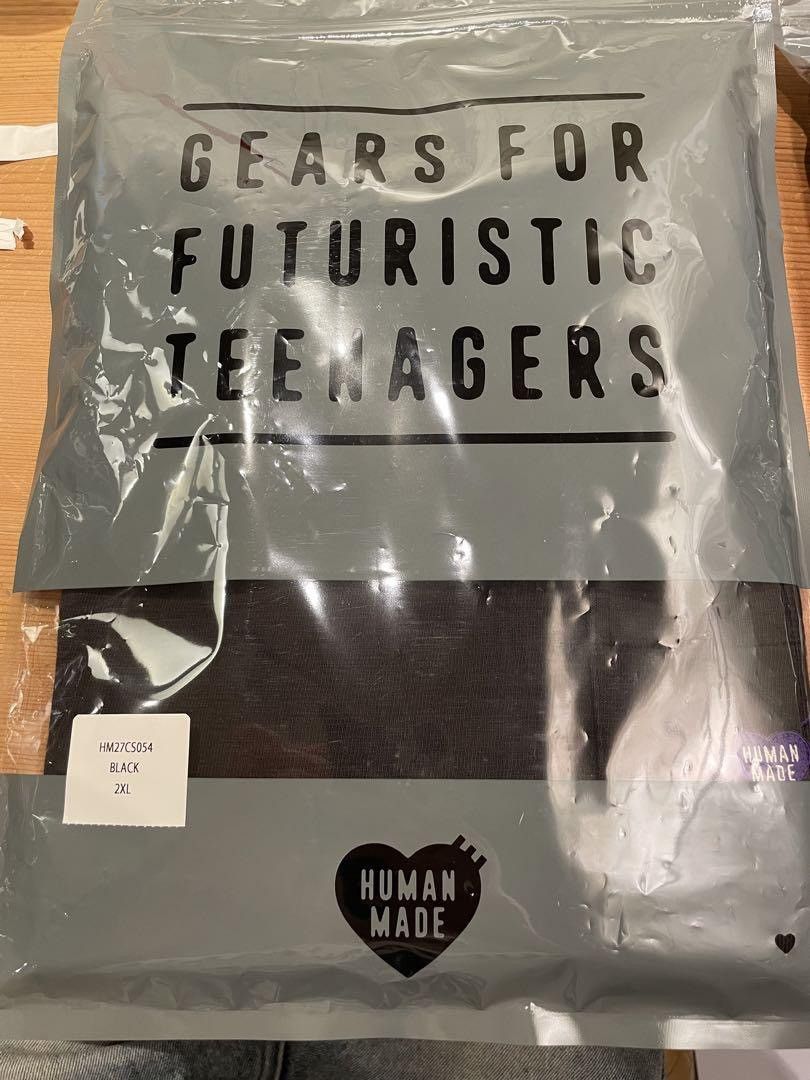 GEARS FOR
FUTURISTIC
TEENAGERS
HM27CS054
BLACK
2XL
HUMAN
MADE
HUMAN
MADE